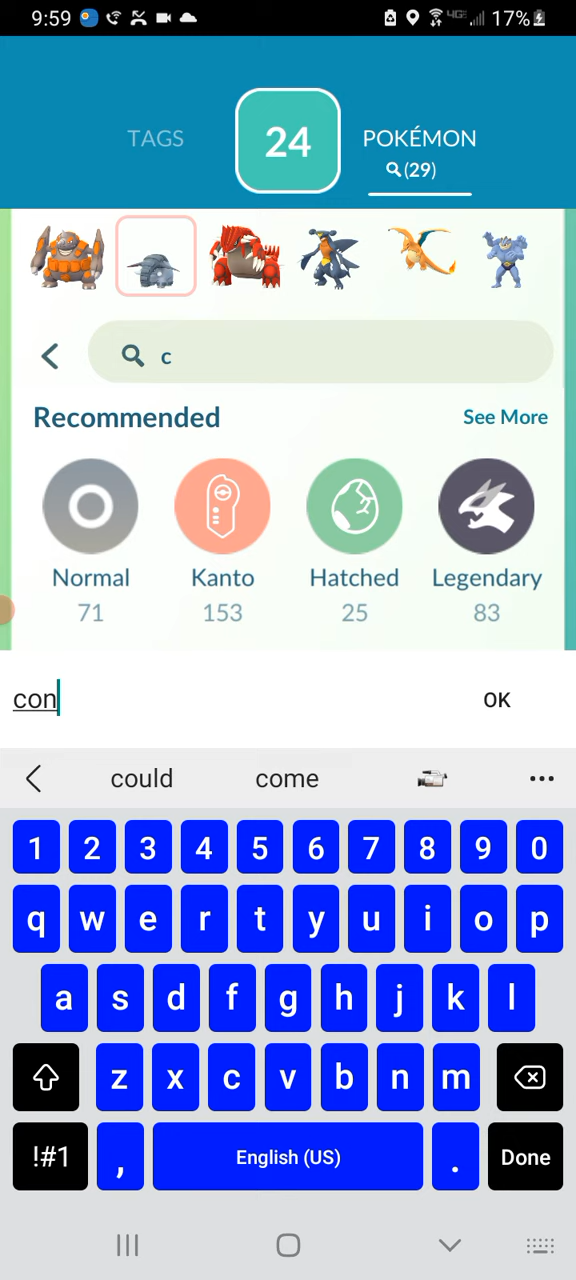 9:59 4GE 17%
TAGS 24 POKÉMON
(29)
c
Recommended See More
Normal Kanto Hatched Legendary
71 153 25 83
con OK
could come
1 2 3 4 5 6 7 8 9 0
q w e r t y u i o p
a s d f g h j k l
z x c v b n m
!#1 , English (US) . Done